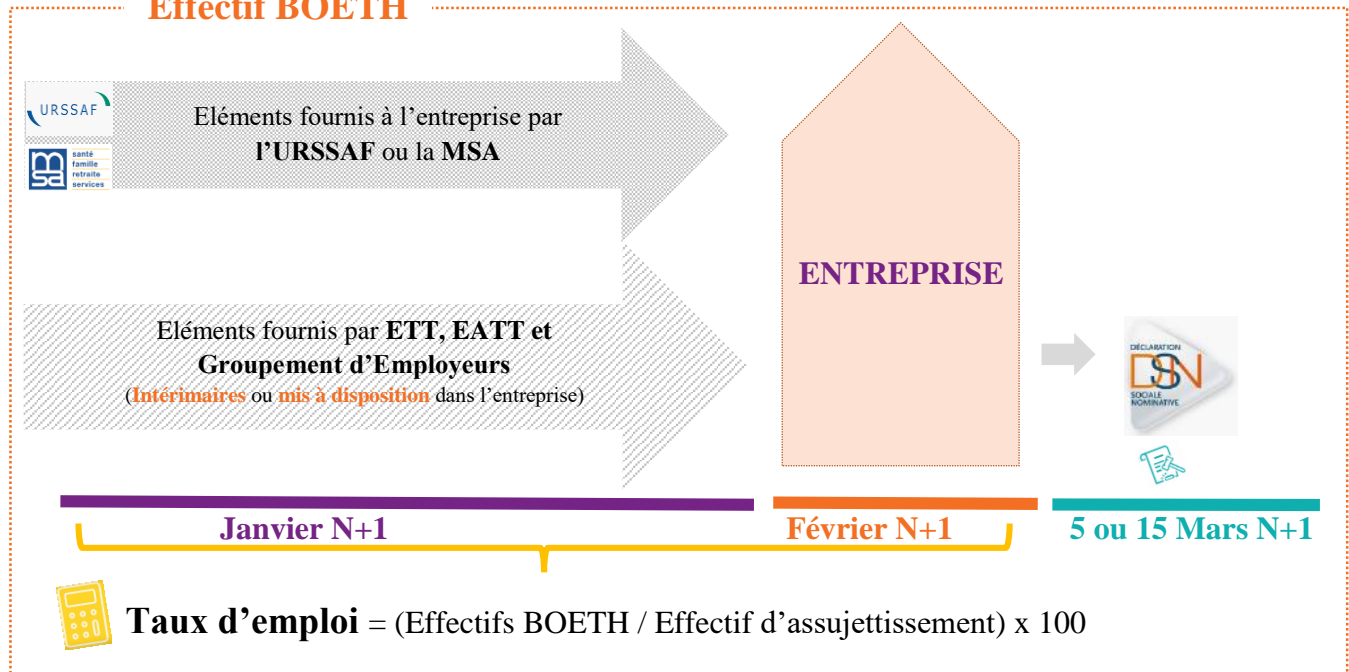 Effectif BOETH
URSSAF
msa
santé
famille
retraite
services
Eléments fournis à l'entreprise par
l'URSSAF ou la MSA
Eléments fournis par ETT, EATT et
Groupement d'Employeurs
(Intérimaires ou mis à disposition dans l'entreprise)
ENTREPRISE
DÉCLARATION
DSN
SOCIALE
NOMINATIVE
Janvier N+1
Février N+1
5 ou 15 Mars N+1
Taux d'emploi = (Effectifs BOETH / Effectif d'assujettissement) x 100